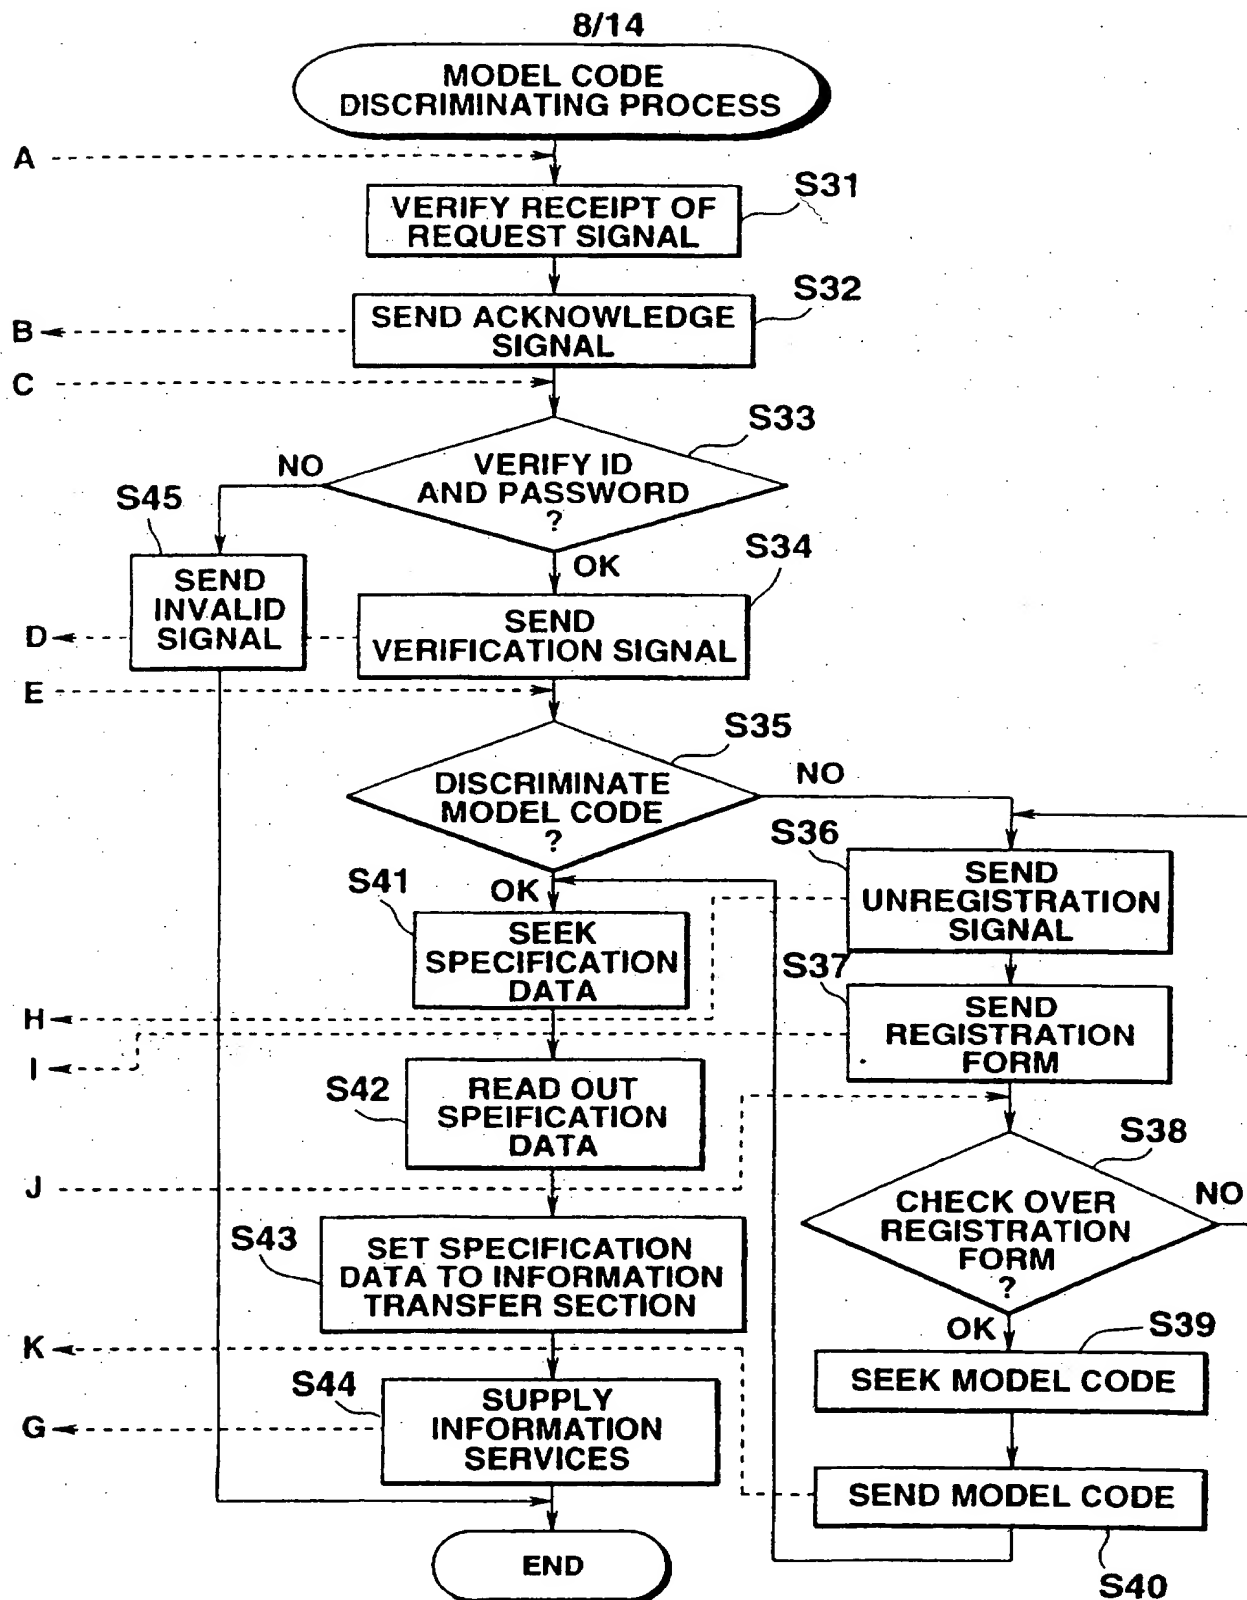 8/14
MODEL CODE
DISCRIMINATING PROCESS
A
S31
VERIFY RECEIPT OF
REQUEST SIGNAL
S32
SEND ACKNOWLEDGE
SIGNAL
B
C
S33
VERIFY ID
AND PASSWORD
?
NO
S45
OK
S34
SEND
INVALID
SIGNAL
SEND
VERIFICATION SIGNAL
D
E
S35
DISCRIMINATE
MODEL CODE
?
NO
S36
SEND
UNREGISTRATION
SIGNAL
S41
OK
SEEK
SPECIFICATION
DATA
S37
SEND
REGISTRATION
FORM
H
I
S42
READ OUT
SPEIFICATION
DATA
S38
J
CHECK OVER
REGISTRATION
FORM
?
NO
S43
SET SPECIFICATION
DATA TO INFORMATION
TRANSFER SECTION
OK
S39
K
SEEK MODEL CODE
S44
SUPPLY
INFORMATION
SERVICES
G
SEND MODEL CODE
S40
END